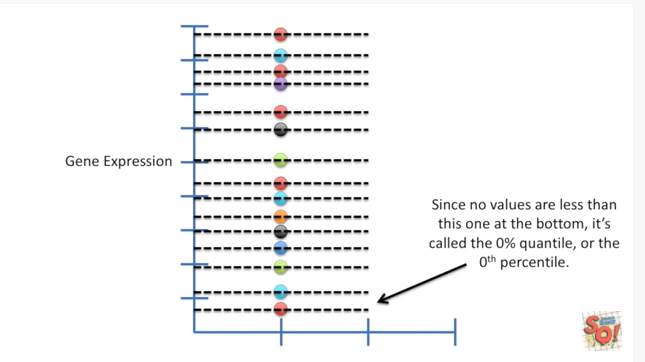 Gene Expression
Since no values are less than
this one at the bottom, it's
called the 0% quantile, or the
0th percentile.
SQ!